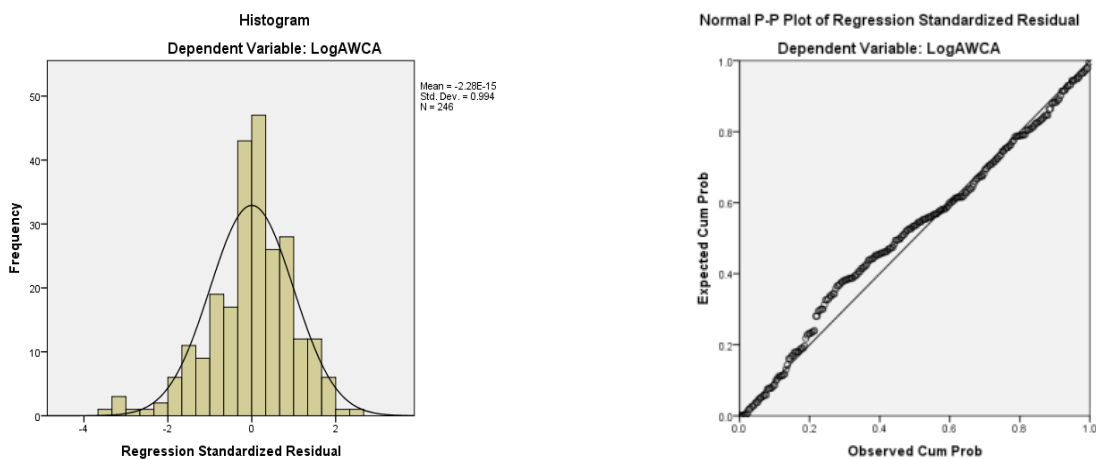 Histogram
Dependent Variable: LogAWCA
Mean = -2.28E-15
Std. Dev. = 0.994
N = 246
50
40
30
20
10
0
Frequency
-4
-2
0
2
Regression Standardized Residual
Normal P-P Plot of Regression Standardized Residual
Dependent Variable: LogAWCA
1.0
0.8
0.6
0.4
0.2
0.0
Expected Cum Prob
0.0
0.2
0.4
0.6
0.8
1.0
Observed Cum Prob